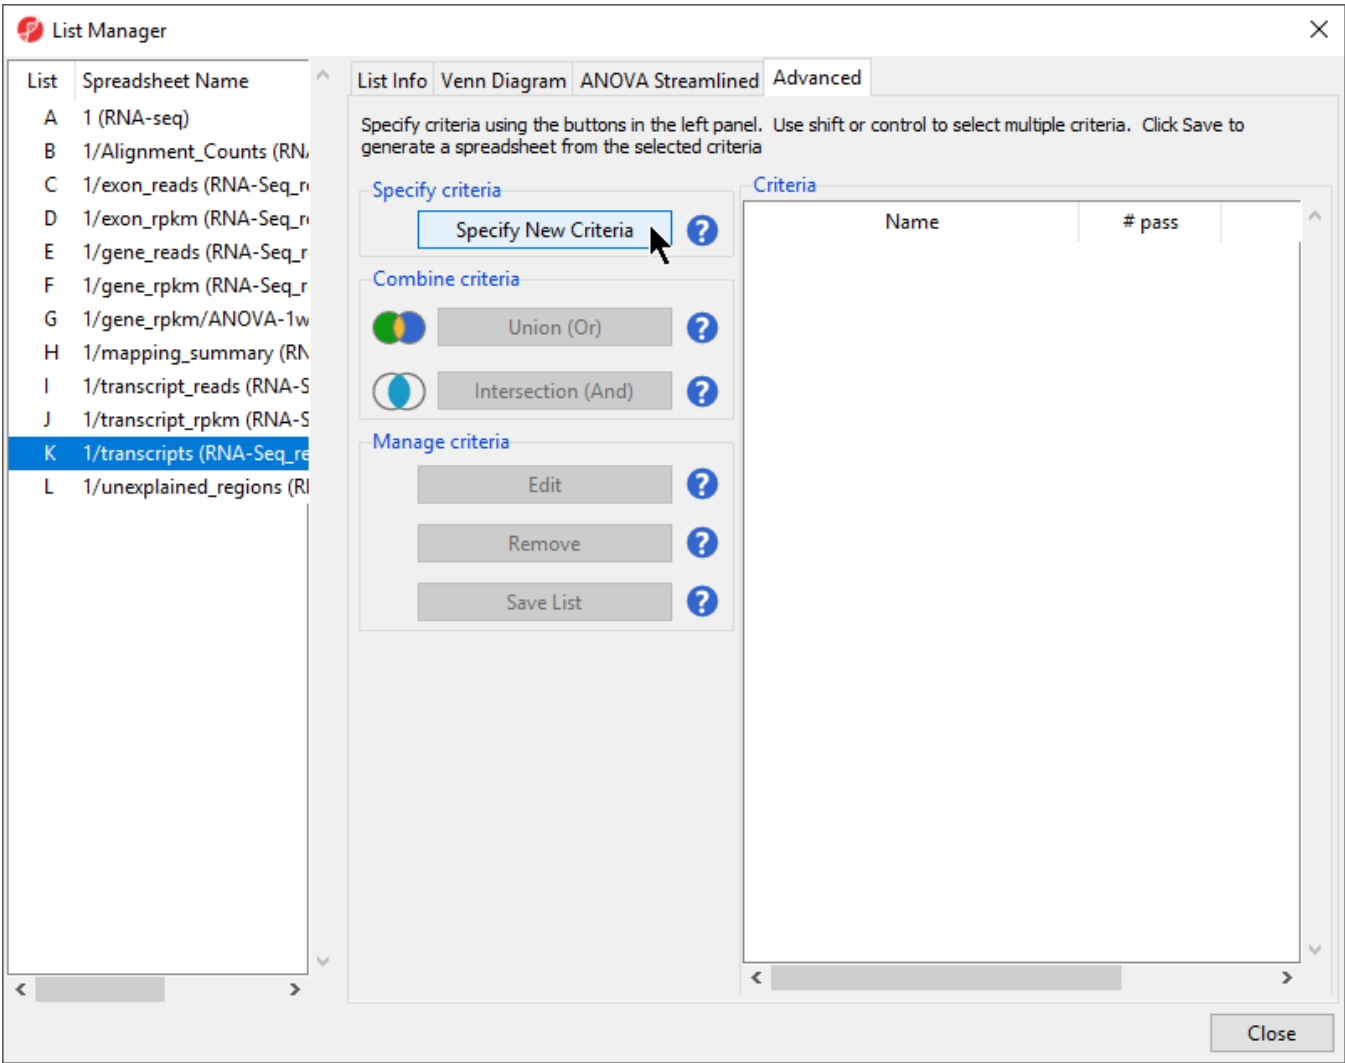 List Manager
List Spreadsheet Name
A 1 (RNA-seq)
B 1/Alignment_Counts (RNA
C 1/exon_reads (RNA-Seq_r
D 1/exon_rpkm (RNA-Seq_r
E 1/gene_reads (RNA-Seq_r
F 1/gene_rpkm (RNA-Seq_r
G 1/gene_rpkm/ANOVA-1w
H 1/mapping_summary (RN
I 1/transcript_reads (RNA-S
J 1/transcript_rpkm (RNA-S
K 1/transcripts (RNA-Seq_re
L 1/unexplained_regions (R
List Info Venn Diagram ANOVA Streamlined Advanced
Specify criteria using the buttons in the left panel. Use shift or control to select multiple criteria. Click Save to
generate a spreadsheet from the selected criteria
Specify criteria
Specify New Criteria ?
Combine criteria
Union (Or) ?
Intersection (And) ?
Manage criteria
Edit ?
Remove ?
Save List ?
Criteria
Name # pass
Close